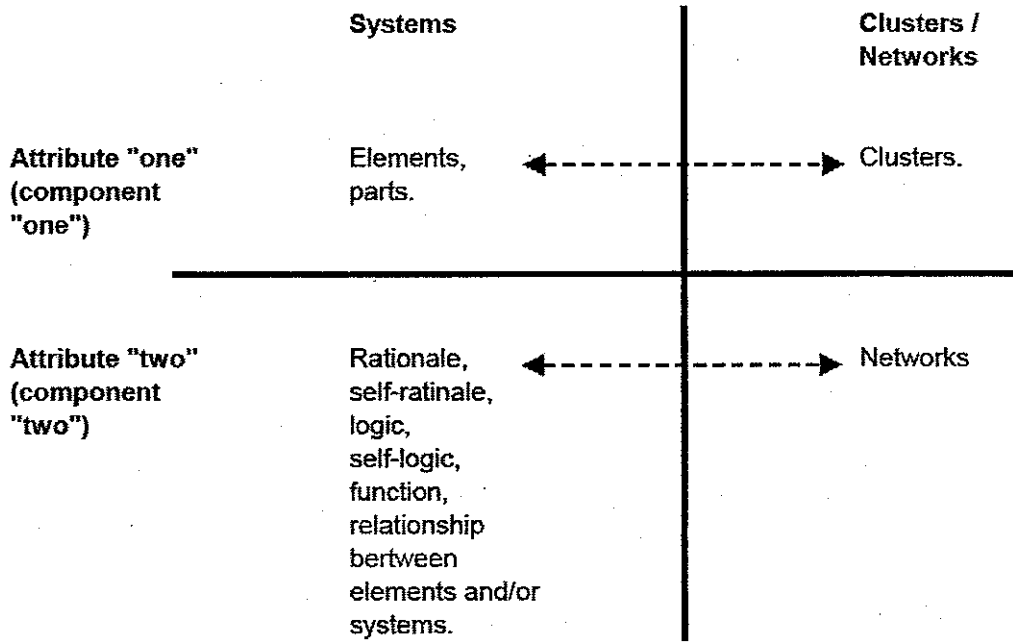 Systems
Clusters /
Networks
Attribute "one"
(component
"one")
Elements,
parts.
Clusters.
Attribute "two"
(component
"two")
Rationale,
self-ratinale,
logic,
self-logic,
function,
relationship
bertween
elements and/or
systems.
Networks